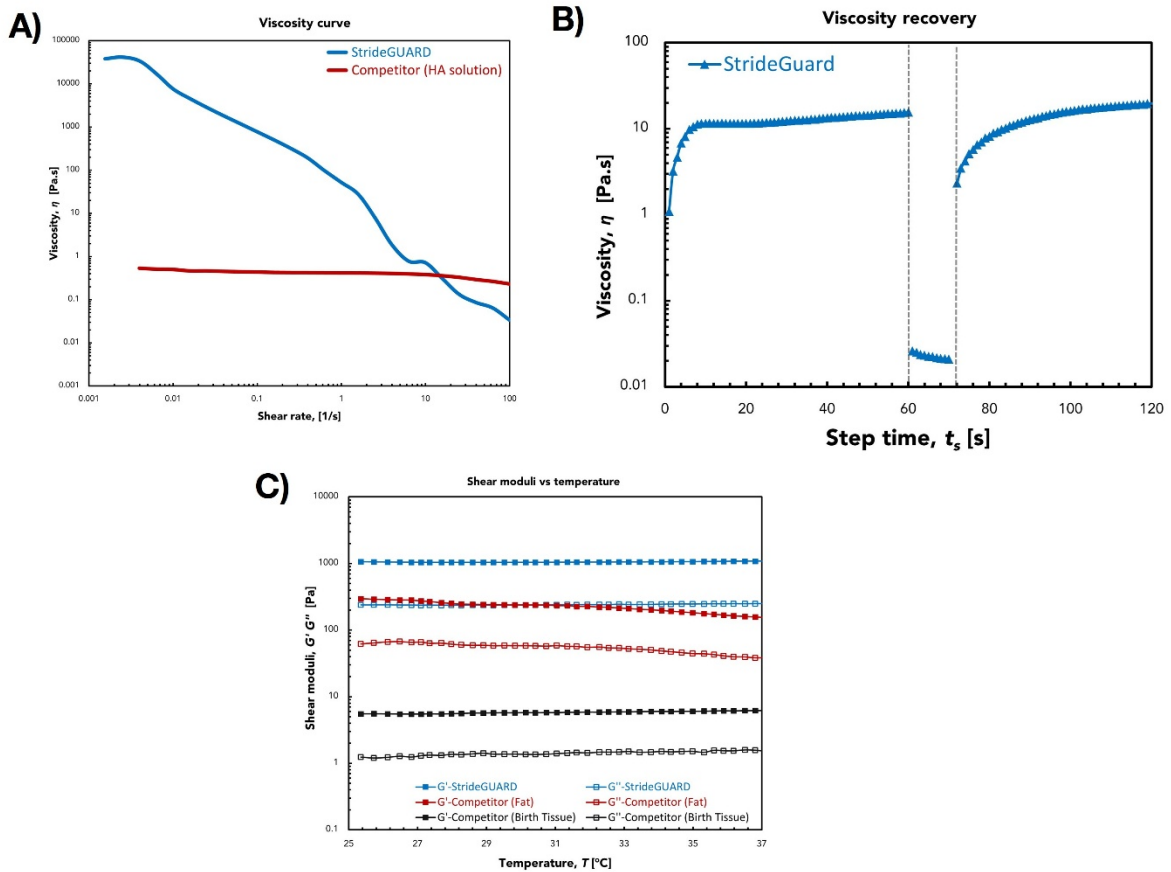 A)
Viscosity curve
Viscosity, η [Pa.s]
100000
10000
1000
100
10
1
0.1
0.01
0.001
StrideGUARD
Competitor (HA solution)
0.001 0.01 0.1 1 10 100
Shear rate, [1/s]
B)
Viscosity recovery
Viscosity, η [Pa.s]
100
10
1
0.1
0.01
StrideGuard
0 20 40 60 80 100 120
Step time, ts [s]
C)
Shear moduli vs temperature
Shear moduli, G' G'' [Pa]
10000
1000
100
10
1
0.1
G'-StrideGUARD G''-StrideGUARD
G'-Competitor (Fat) G''-Competitor (Fat)
G'-Competitor (Birth Tissue) G''-Competitor (Birth Tissue)
25 27 29 31 33 35 37
Temperature, T [°C]